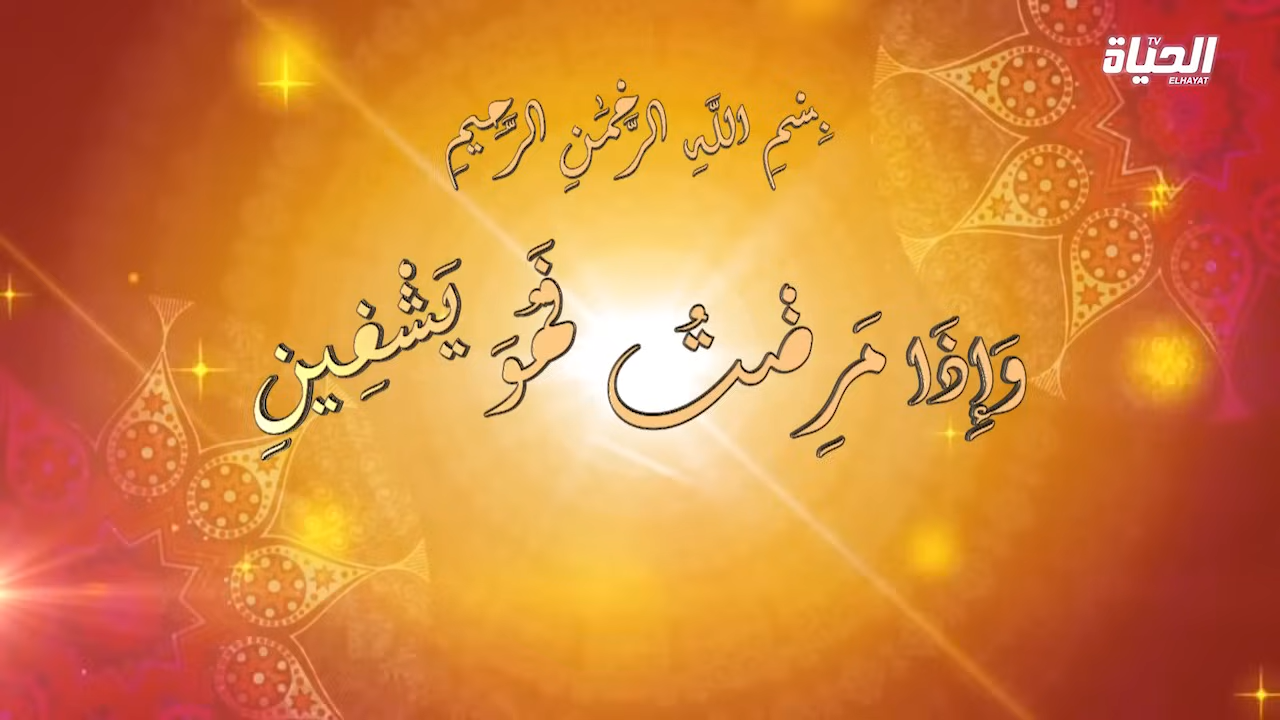 الحياة TV
ELHAYAT
بِسْمِ اللَّهِ الرَّحْمَٰنِ الرَّحِيمِ
وَإِذَا مَرِضْتُ فَهُوَ يَشْفِينِ